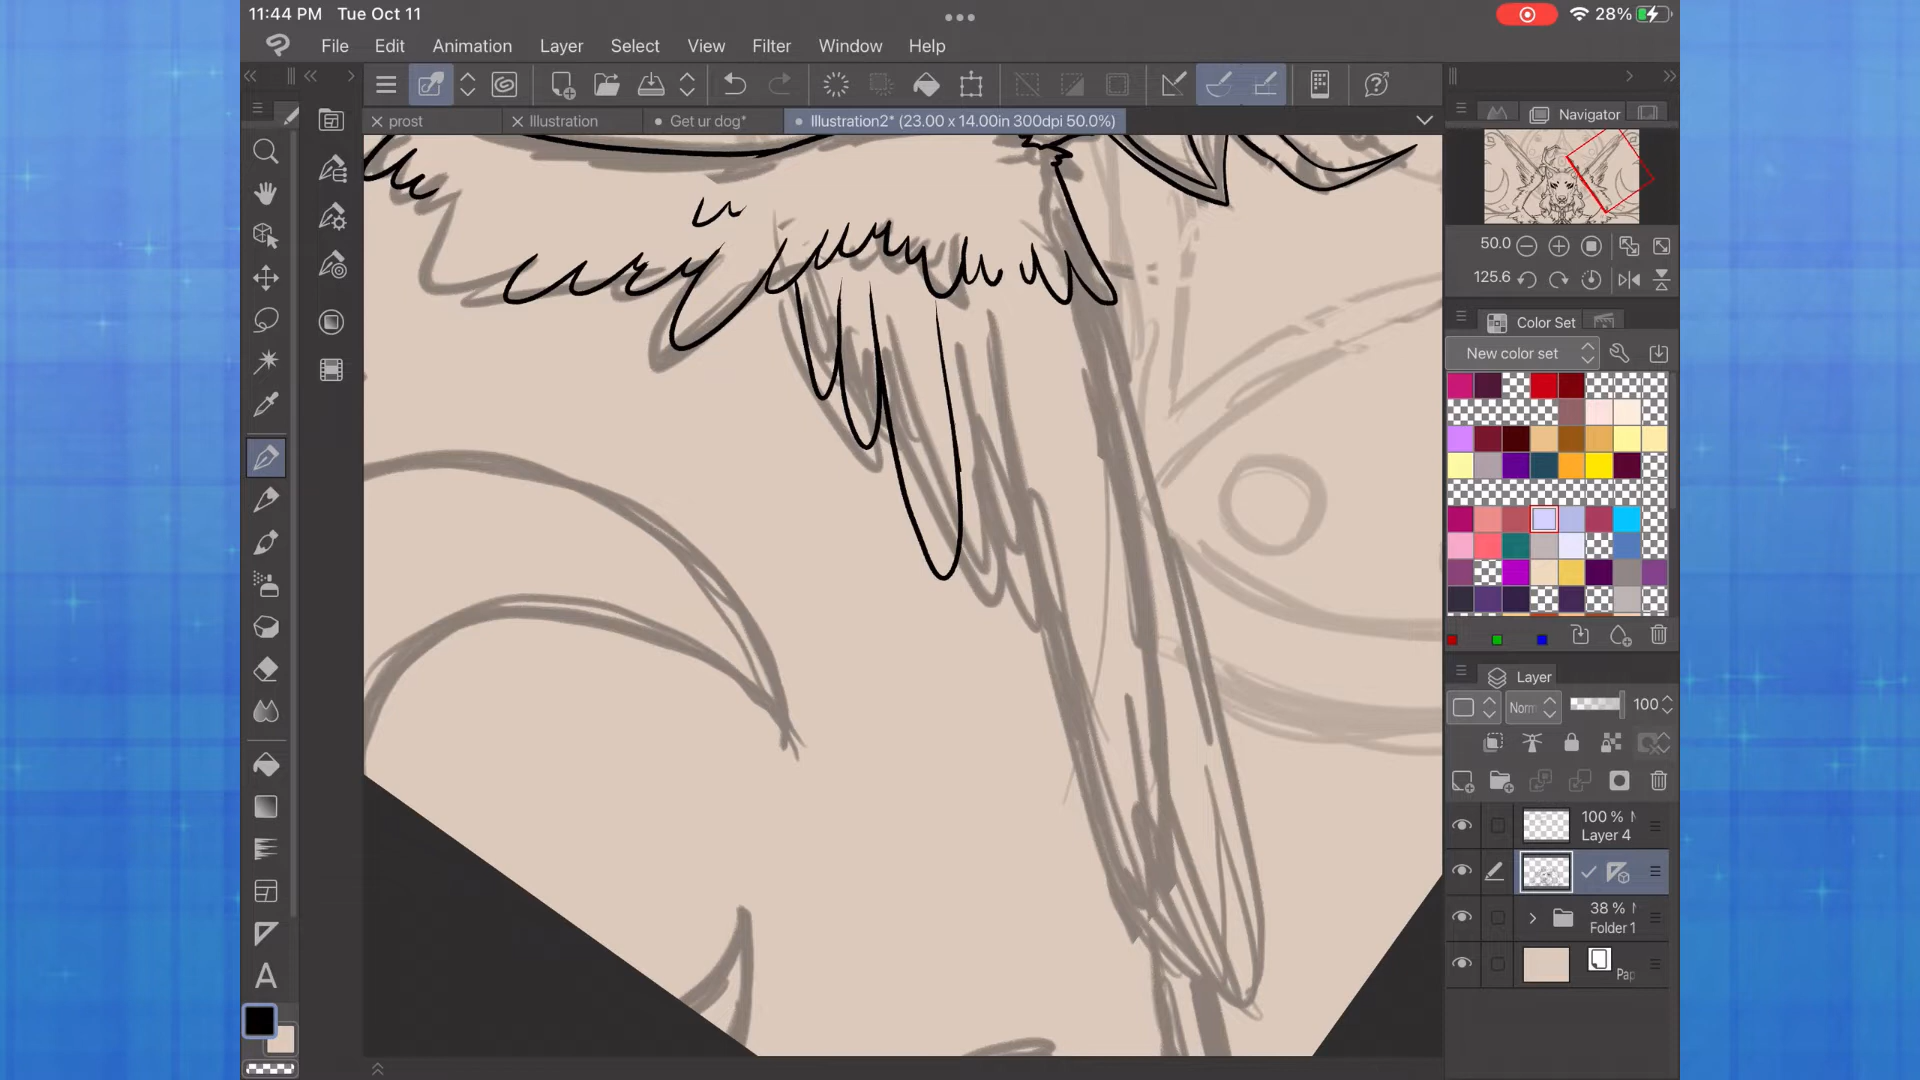 11:44 PM Tue Oct 11
28%
File Edit Animation Layer Select View Filter Window Help
prost
Illustration
Get ur dog*
Illustration2* (23.00 x 14.00in 300dpi 50.0%)
Navigator
50.0
125.6
Color Set
New color set
Layer
Norm
100
100 %
Layer 4
38 %
Folder 1
Pap
A